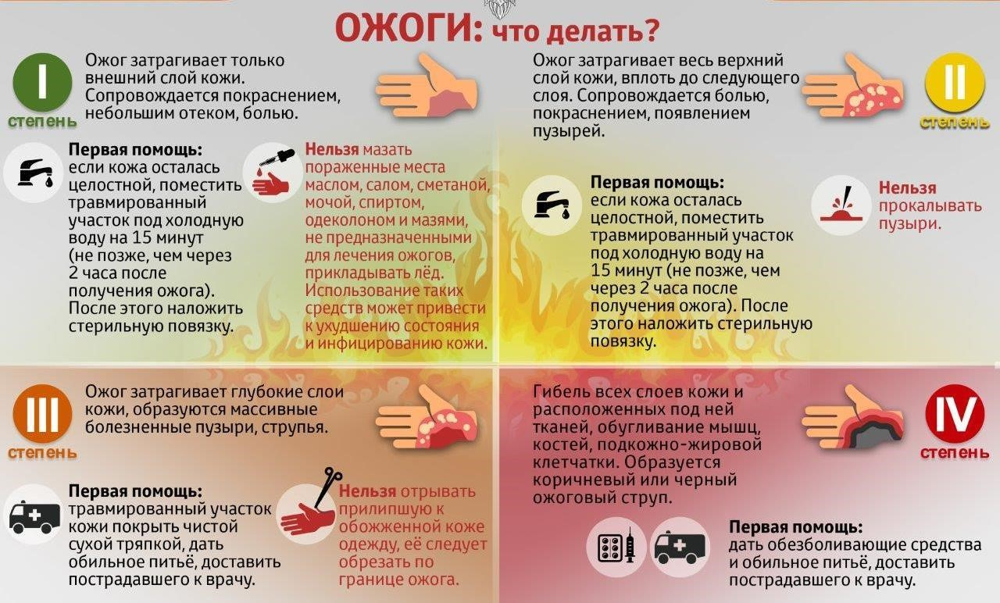 ОЖОГИ: что делать?
I
степень
Ожог затрагивает только
внешний слой кожи.
Сопровождается покраснением,
небольшим отеком, болью.
Первая помощь:
если кожа осталась
целостной, поместить
травмированный
участок под холодную
воду на 15 минут
(не позже, чем через
2 часа после
получения ожога).
После этого наложить
стерильную повязку.
Нельзя мазать
пораженные места
маслом, салом, сметаной,
мочой, спиртом,
одеколоном и мазями,
не предназначенными
для лечения ожогов,
прикладывать лёд.
Использование таких
средств может привести
к ухудшению состояния
и инфицированию кожи.
Ожог затрагивает весь верхний
слой кожи, вплоть до следующего
слоя. Сопровождается болью,
покраснением, появлением
пузырей.
II
степень
Первая помощь:
если кожа осталась
целостной, поместить
травмированный участок
под холодную воду на
15 минут (не позже, чем
через 2 часа после
получения ожога). После
этого наложить стерильную
повязку.
Нельзя
прокалывать
пузыри.
III
степень
Ожог затрагивает глубокие слои
кожи, образуются массивные
болезненные пузыри, струпья.
Первая помощь:
травмированный участок
кожи покрыть чистой
сухой тряпкой, дать
обильное питьё, доставить
пострадавшего к врачу.
Нельзя отрывать
прилипшую к
обожженной коже
одежду, её следует
обрезать по
границе ожога.
Гибель всех слоев кожи и
расположенных под ней
тканей, обугливание мышц,
костей, подкожно-жировой
клетчатки. Образуется
коричневый или черный
ожоговый струп.
IV
степень
Первая помощь:
дать обезболивающие средства
и обильное питьё, доставить
пострадавшего к врачу.